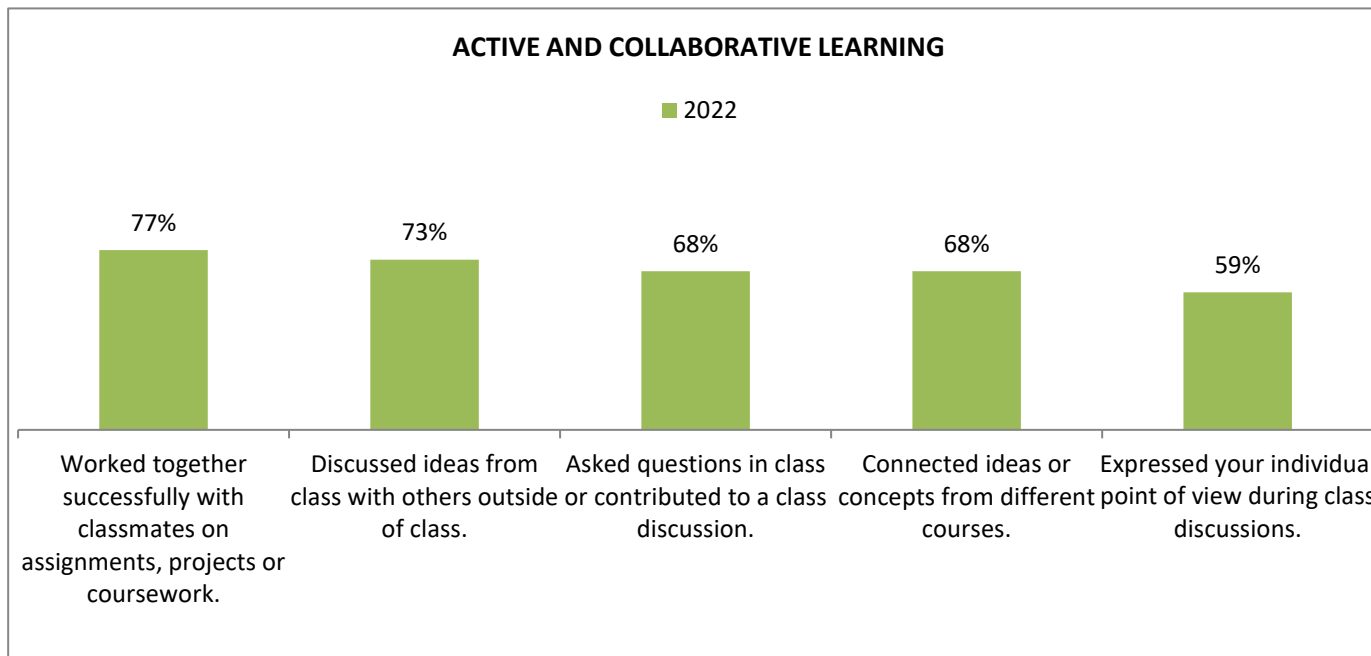 ACTIVE AND COLLABORATIVE LEARNING
2022
77%
73%
68%
68%
59%
Worked together
successfully with
classmates on
assignments, projects or
coursework.
Discussed ideas from
class with others outside
of class.
Asked questions in class
or contributed to a class
discussion.
Connected ideas or
concepts from different
courses.
Expressed your individua
point of view during class
discussions.